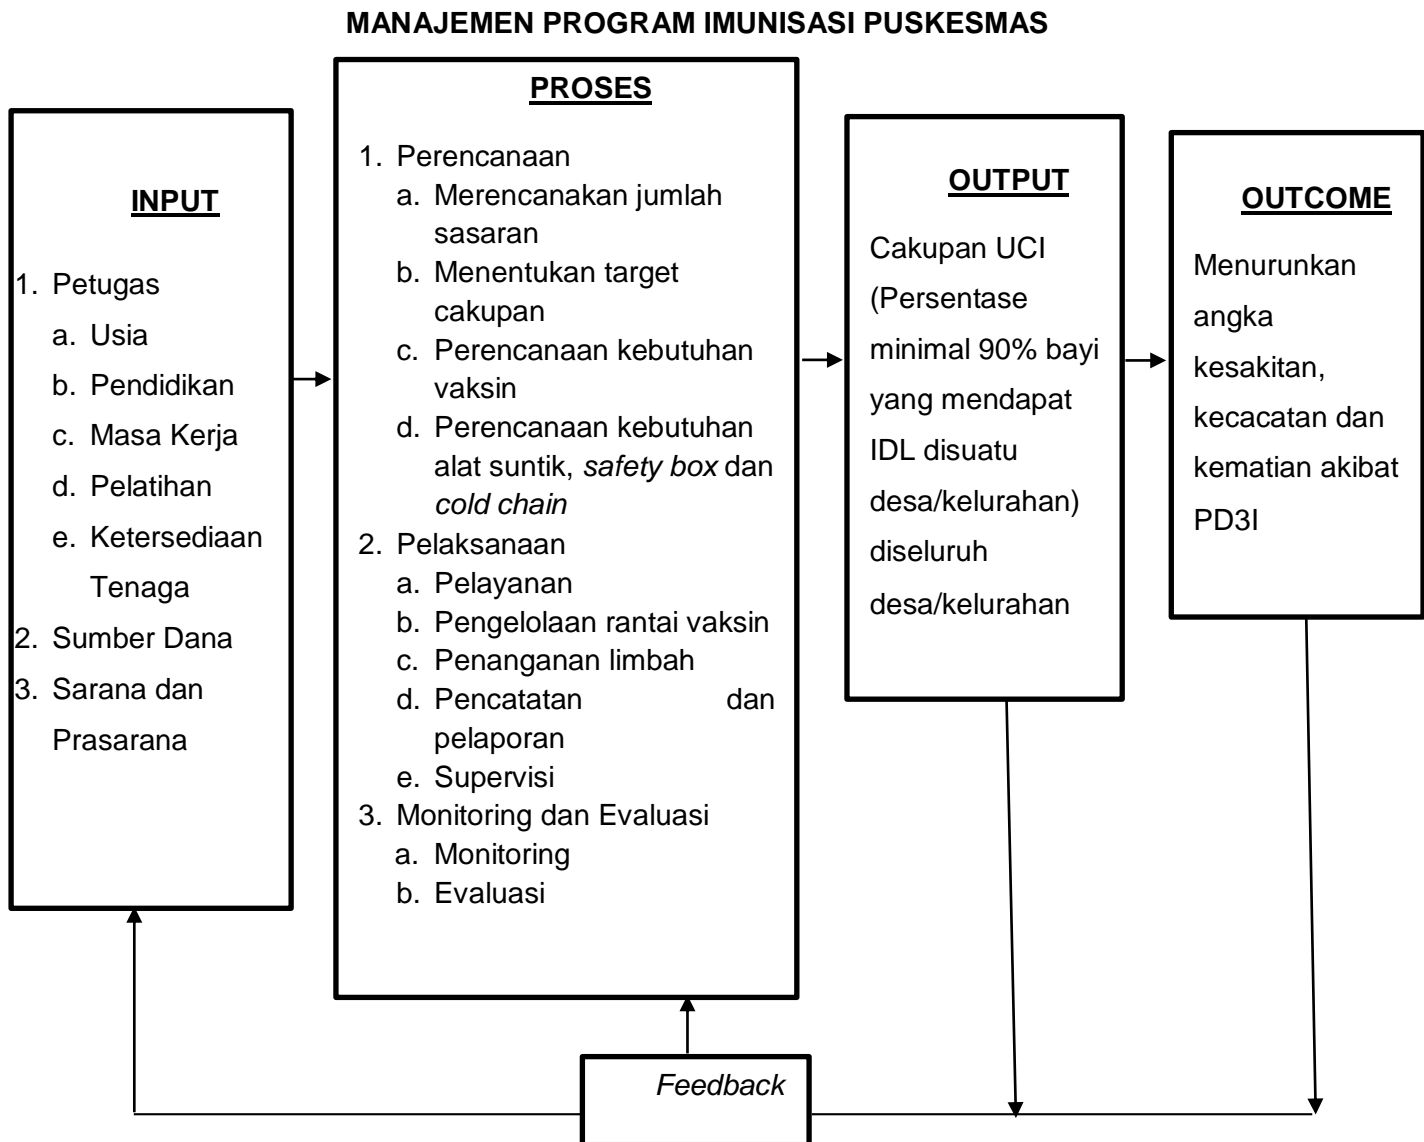 MANAJEMEN PROGRAM IMUNISASI PUSKESMAS
INPUT
1. Petugas
a. Usia
b. Pendidikan
c. Masa Kerja
d. Pelatihan
e. Ketersediaan
Tenaga
2. Sumber Dana
3. Sarana dan
Prasarana
PROSES
1. Perencanaan
a. Merencanakan jumlah
sasaran
b. Menentukan target
cakupan
c. Perencanaan kebutuhan
vaksin
d. Perencanaan kebutuhan
alat suntik, safety box dan
cold chain
2. Pelaksanaan
a. Pelayanan
b. Pengelolaan rantai vaksin
c. Penanganan limbah
d. Pencatatan dan
pelaporan
e. Supervisi
3. Monitoring dan Evaluasi
a. Monitoring
b. Evaluasi
OUTPUT
Cakupan UCI
(Persentase
minimal 90% bayi
yang mendapat
IDL disuatu
desa/kelurahan)
diseluruh
desa/kelurahan
OUTCOME
Menurunkan
angka
kesakitan,
kecacatan dan
kematian akibat
PD3I
Feedback